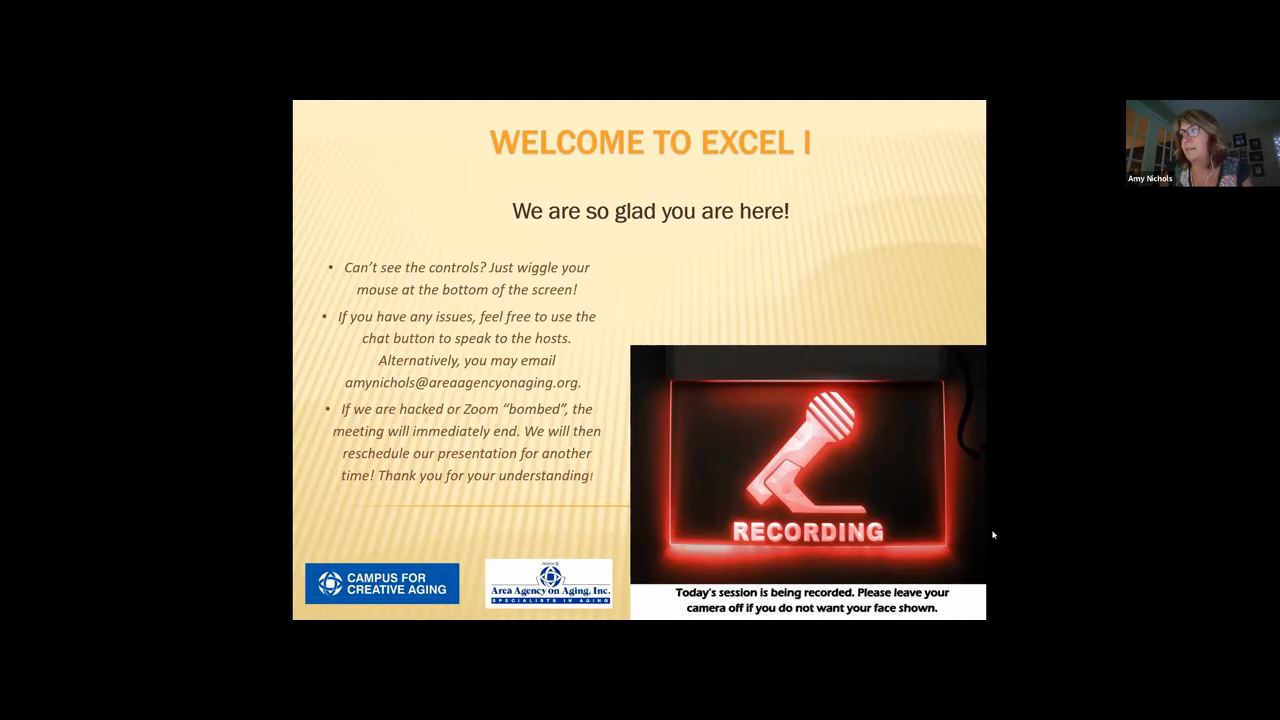 WELCOME TO EXCEL I
We are so glad you are here!
• Can’t see the controls? Just wiggle your
mouse at the bottom of the screen!
• If you have any issues, feel free to use the
chat button to speak to the hosts.
Alternatively, you may email
amynichols@areaagencyonaging.org.
• If we are hacked or Zoom “bombed”, the
meeting will immediately end. We will then
reschedule our presentation for another
time! Thank you for your understanding!
RECORDING
Today’s session is being recorded. Please leave your
camera off if you do not want your face shown.
CAMPUS FOR
CREATIVE AGING
Area Agency on Aging, Inc.
SPECIALISTS IN AGING
Amy Nichols